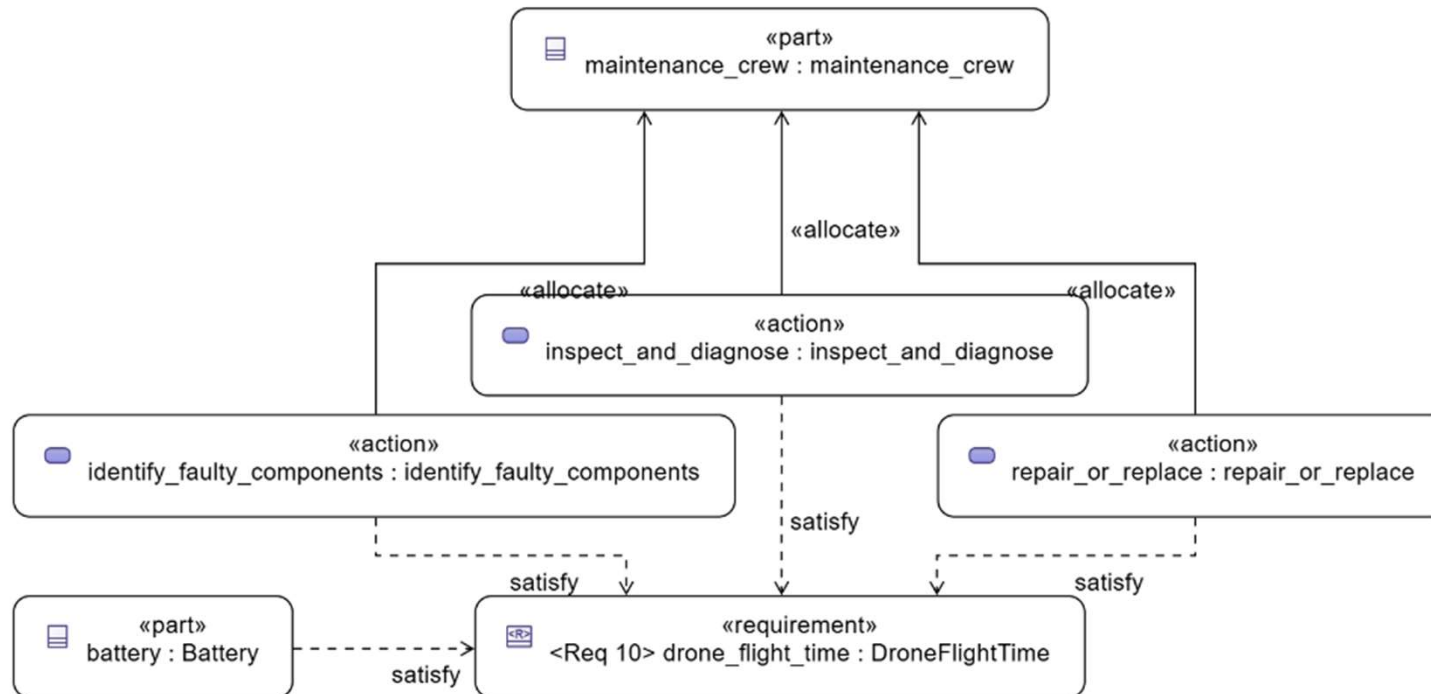 «part»
maintenance_crew : maintenance_crew
«allocate»
«allocate»
«allocate»
«action»
inspect_and_diagnose : inspect_and_diagnose
«action»
identify_faulty_components : identify_faulty_components
«action»
repair_or_replace : repair_or_replace
satisfy
satisfy
satisfy
«part»
battery : Battery
satisfy
«requirement»
<R>
<Req 10> drone_flight_time : DroneFlightTime